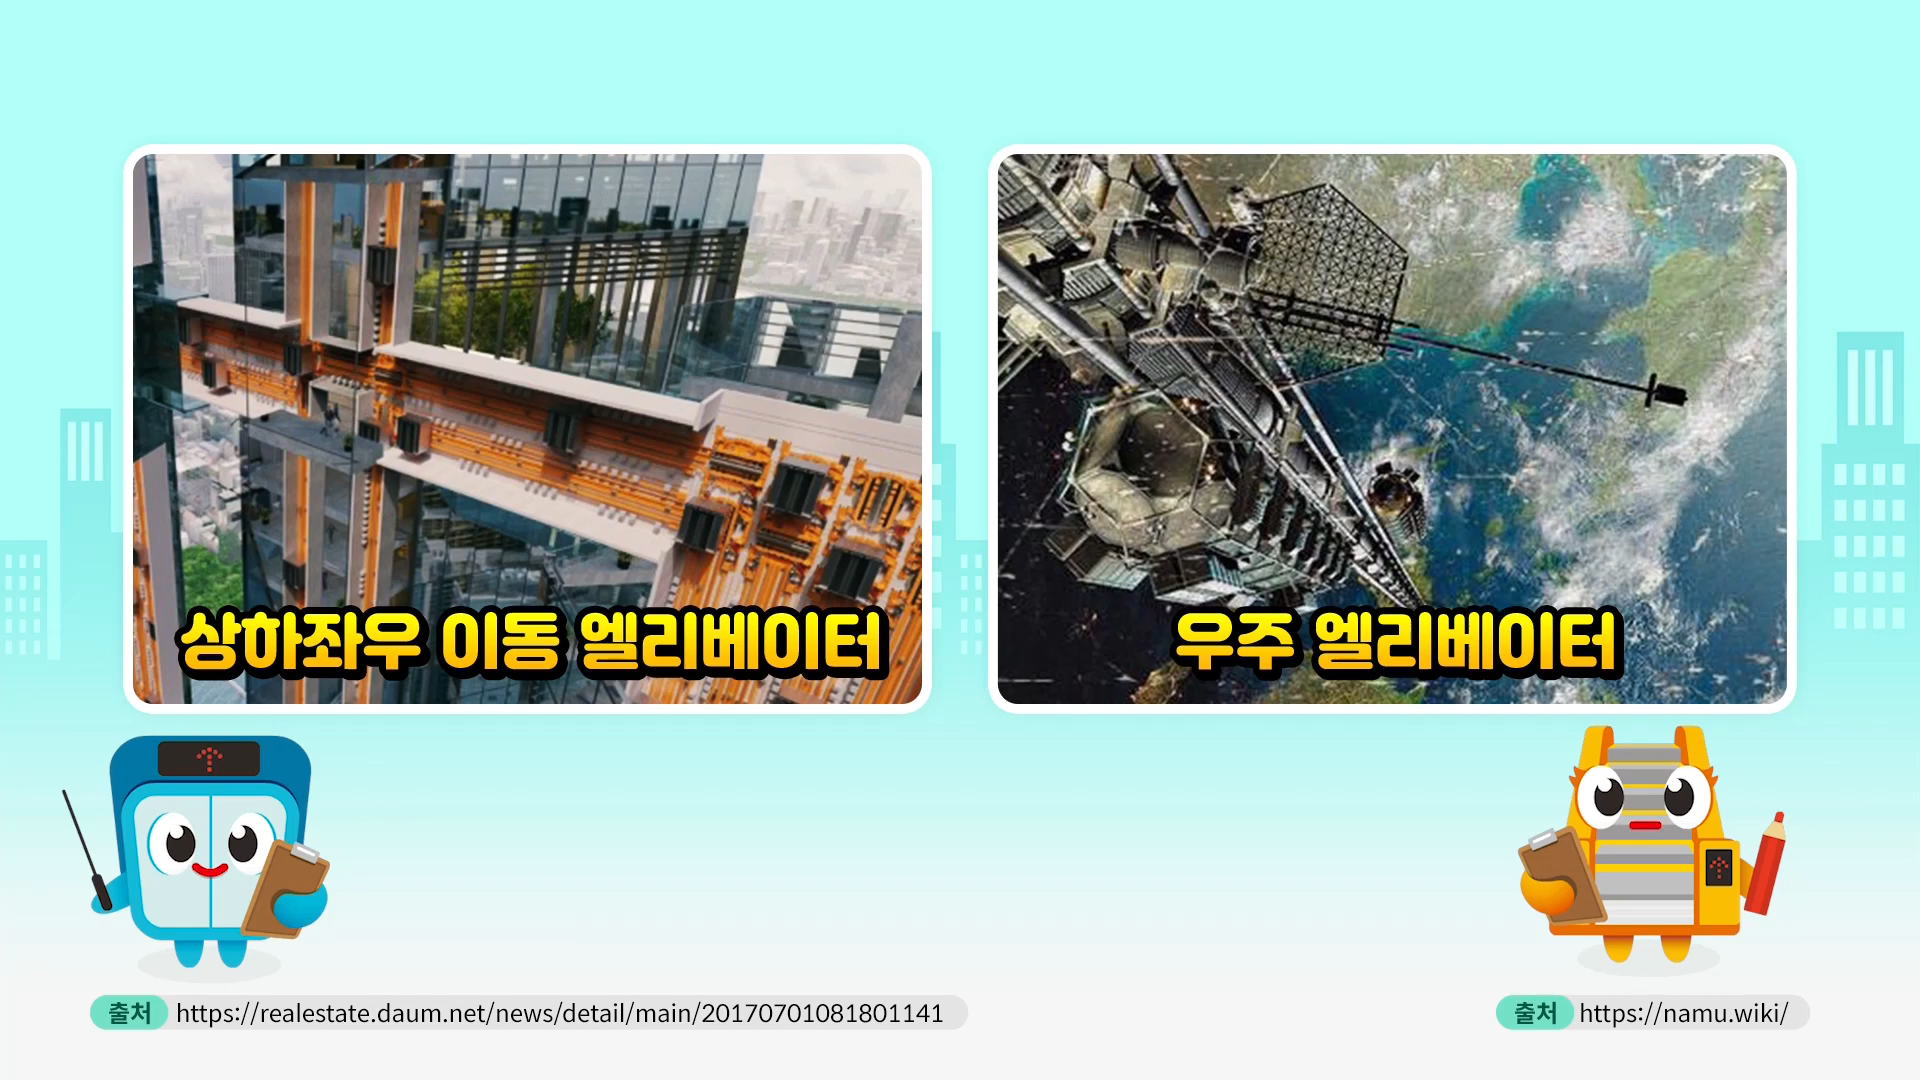 상하좌우 이동 엘리베이터
우주 엘리베이터
출처 https://realestate.daum.net/news/detail/main/20170701081801141
출처 https://namu.wiki/